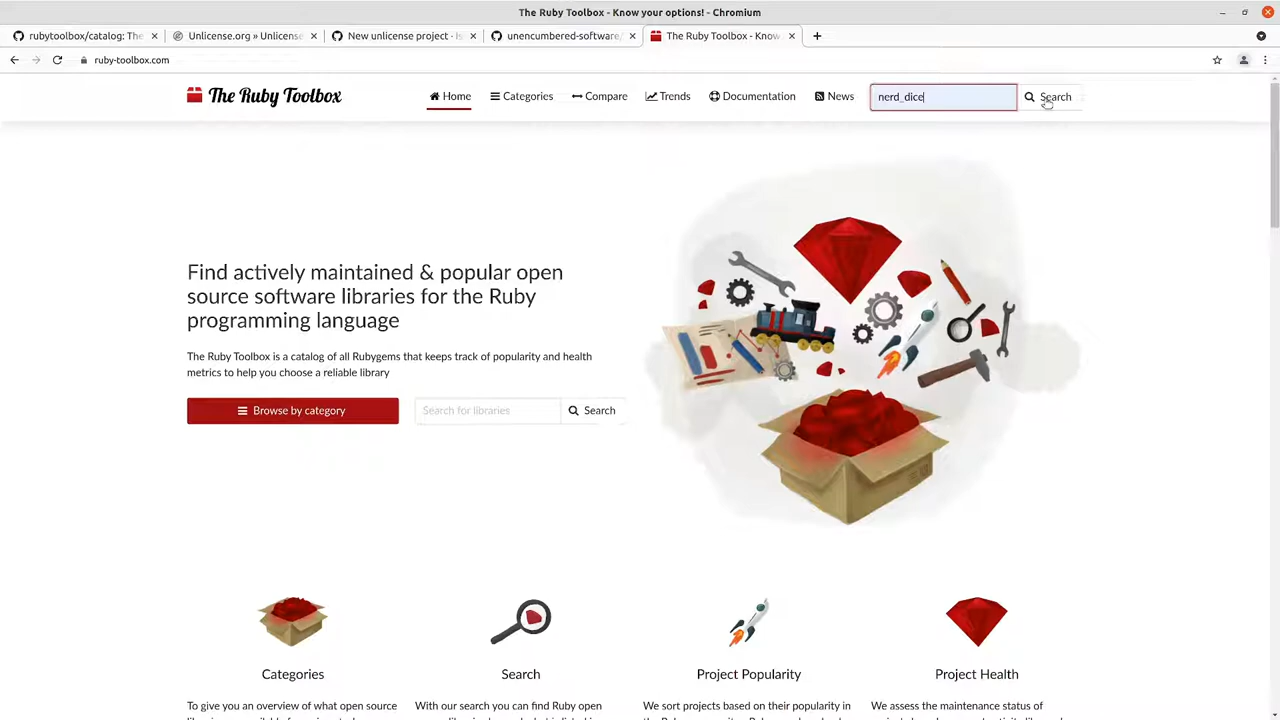 The Ruby Toolbox - Know your options! - Chromium
rubytoolbox/catalog: The
Unlicense.org » Unlicense
New unlicense project · Is
unencumbered-software/
The Ruby Toolbox - Know
ruby-toolbox.com
The Ruby Toolbox
Home
Categories
Compare
Trends
Documentation
News
nerd_dice
Search
Find actively maintained & popular open
source software libraries for the Ruby
programming language
The Ruby Toolbox is a catalog of all Rubygems that keeps track of popularity and health
metrics to help you choose a reliable library
Browse by category
Search for libraries
Search
Categories
Search
Project Popularity
Project Health
To give you an overview of what open source
With our search you can find Ruby open
We sort projects based on their popularity in
We assess the maintenance status of